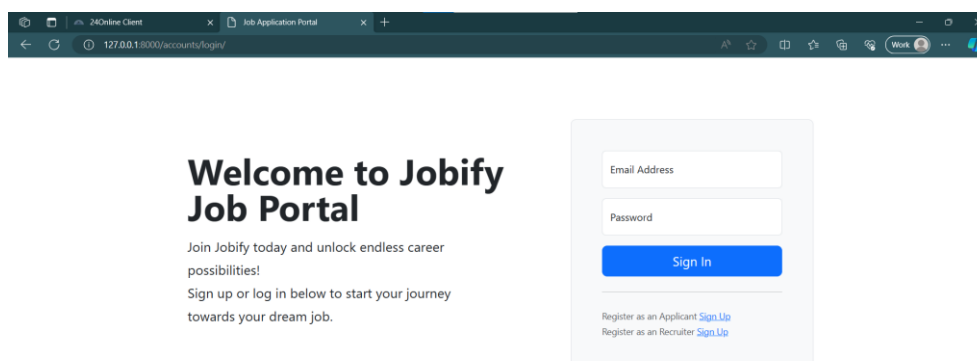 24Online Client
Job Application Portal
127.0.0.1:8000/accounts/login/
Work
Welcome to Jobify
Job Portal
Join Jobify today and unlock endless career
possibilities!
Sign up or log in below to start your journey
towards your dream job.
Email Address
Password
Sign In
Register as an Applicant Sign Up
Register as an Recruiter Sign Up